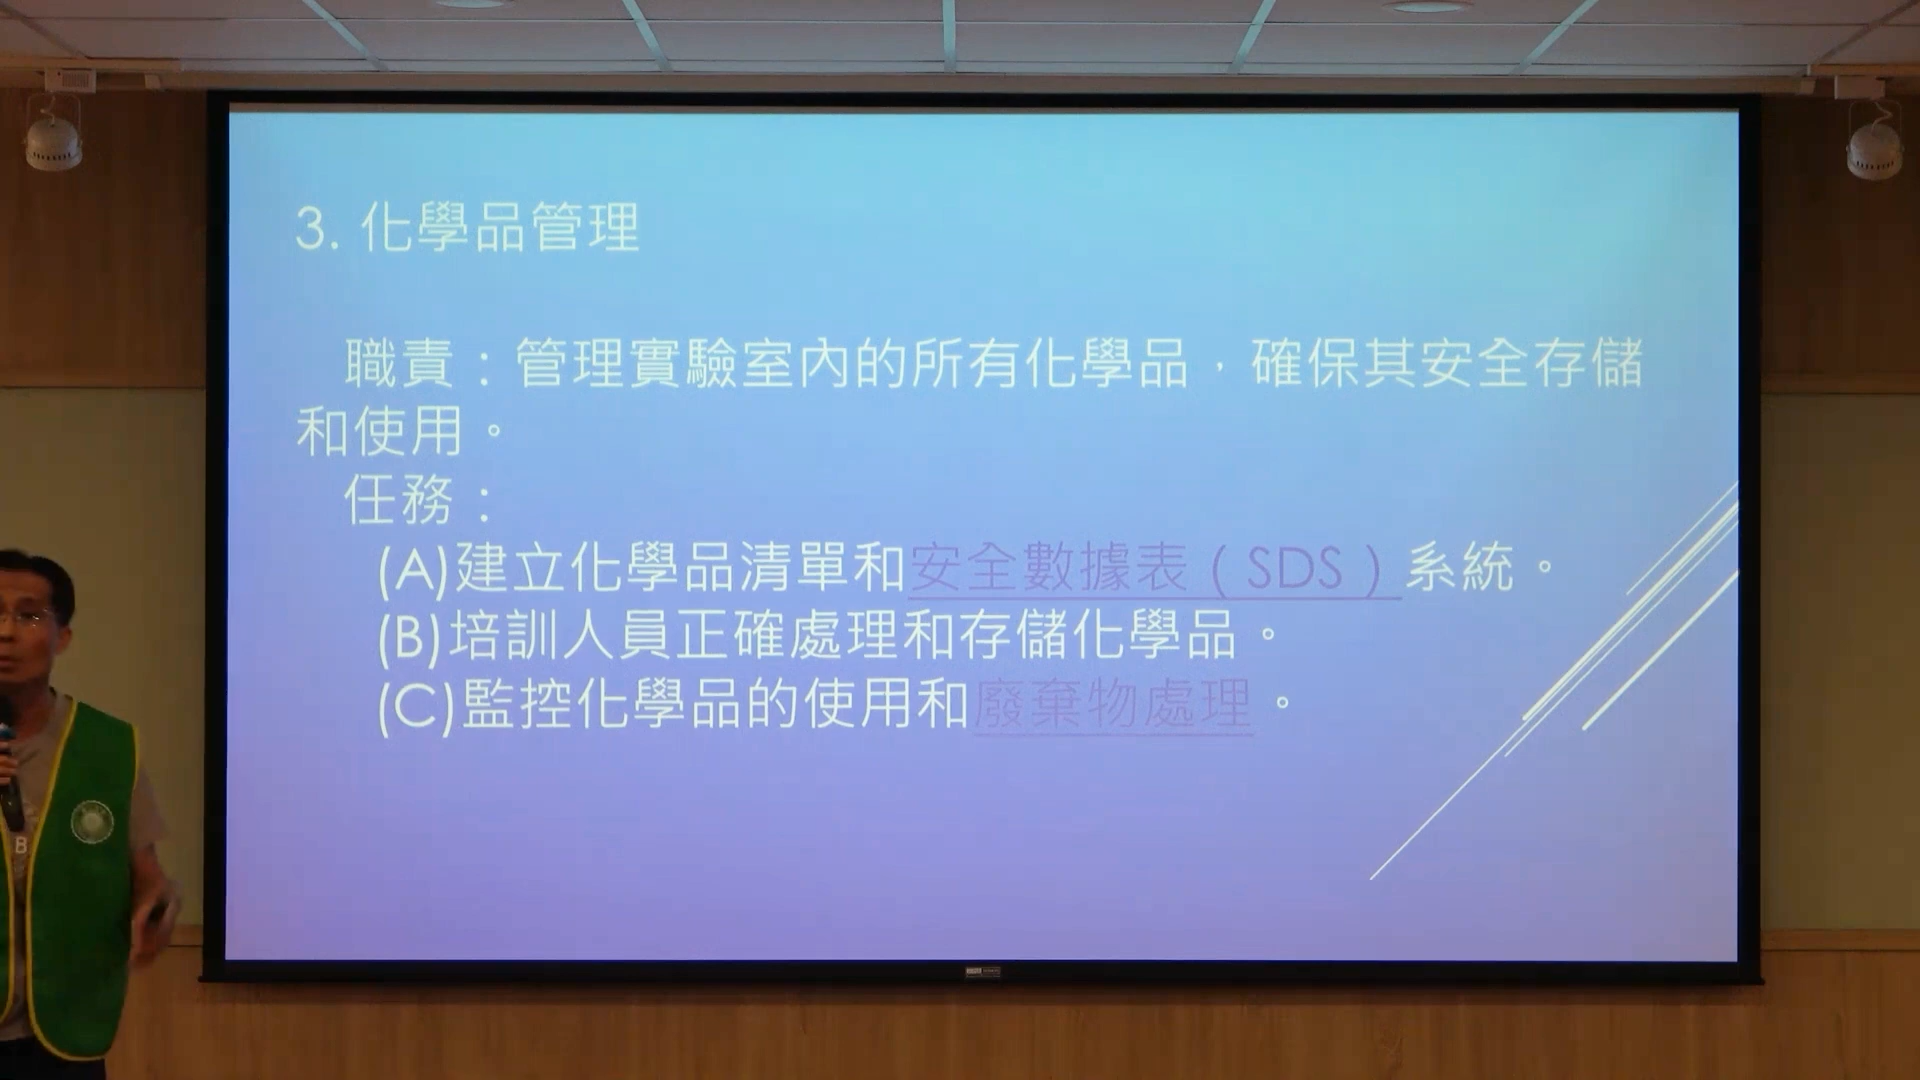 3. 化學品管理
職責：管理實驗室內的所有化學品，確保其安全存儲
和使用。
任務：
(A)建立化學品清單和安全數據表（SDS）系統。
(B)培訓人員正確處理和存儲化學品。
(C)監控化學品的使用和廢棄物處理。
B